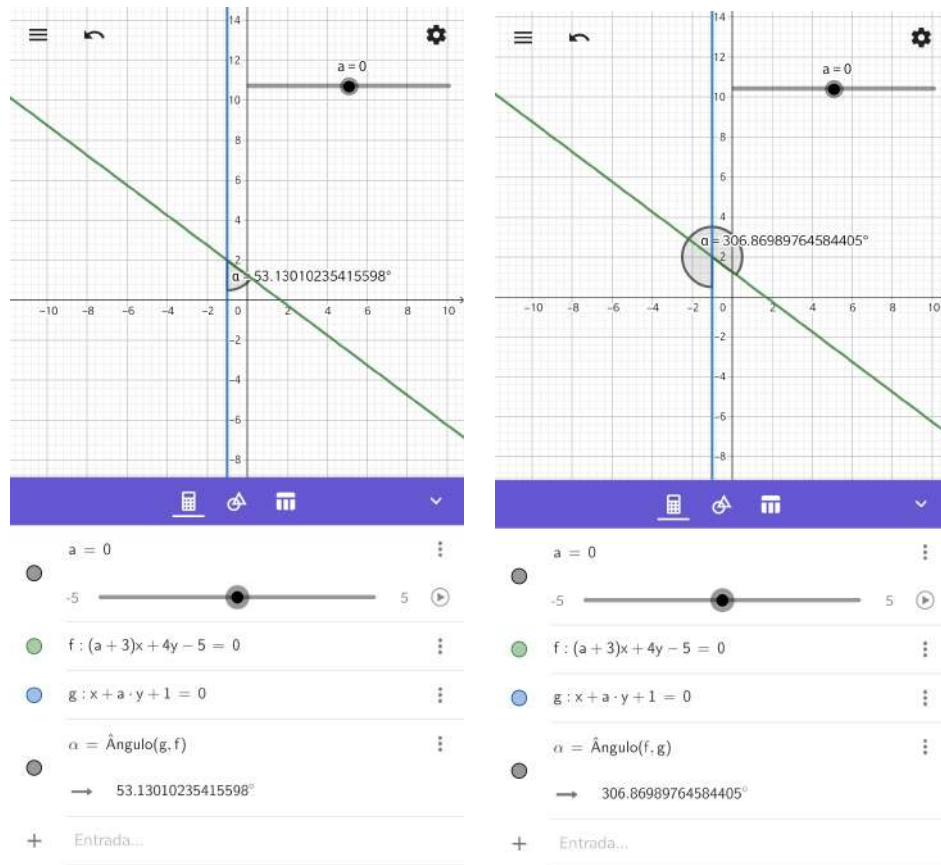 14
12
a = 0
10
8
6
4
2
α = 53.13010235415598°
-10 -8 -6 -4 -2 0 2 4 6 8 10
-2
-4
-6
-8
a = 0
-5 5
f : (a + 3)x + 4y − 5 = 0
g : x + a · y + 1 = 0
α = Ângulo(g, f)
→ 53.13010235415598°
+ Entrada...
14
12
a = 0
10
8
6
4
α = 306.86989764584405°
2
-10 -8 -6 -4 -2 0 2 4 6 8 10
-2
-4
-6
-8
a = 0
-5 5
f : (a + 3)x + 4y − 5 = 0
g : x + a · y + 1 = 0
α = Ângulo(f, g)
→ 306.86989764584405°
+ Entrada...